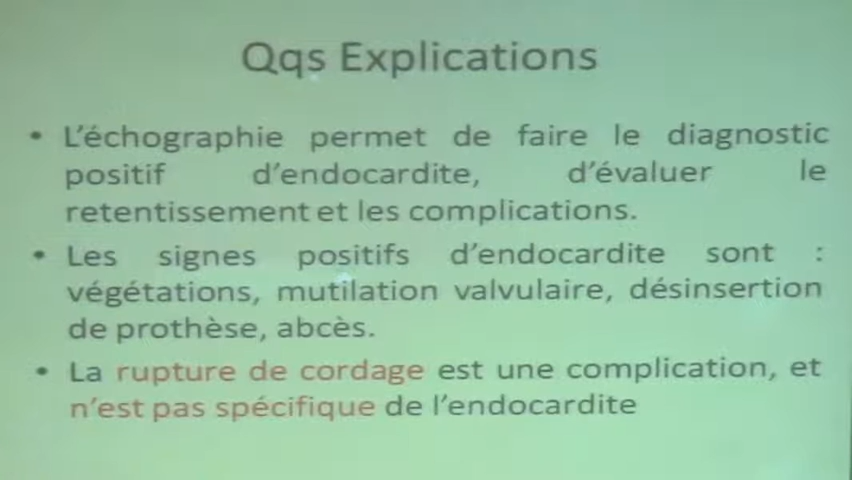 Qqs Explications
• L'échographie permet de faire le diagnostic
positif d'endocardite, d'évaluer le
retentissement et les complications.
• Les signes positifs d'endocardite sont :
végétations, mutilation valvulaire, désinsertion
de prothèse, abcès.
• La rupture de cordage est une complication, et
n'est pas spécifique de l'endocardite